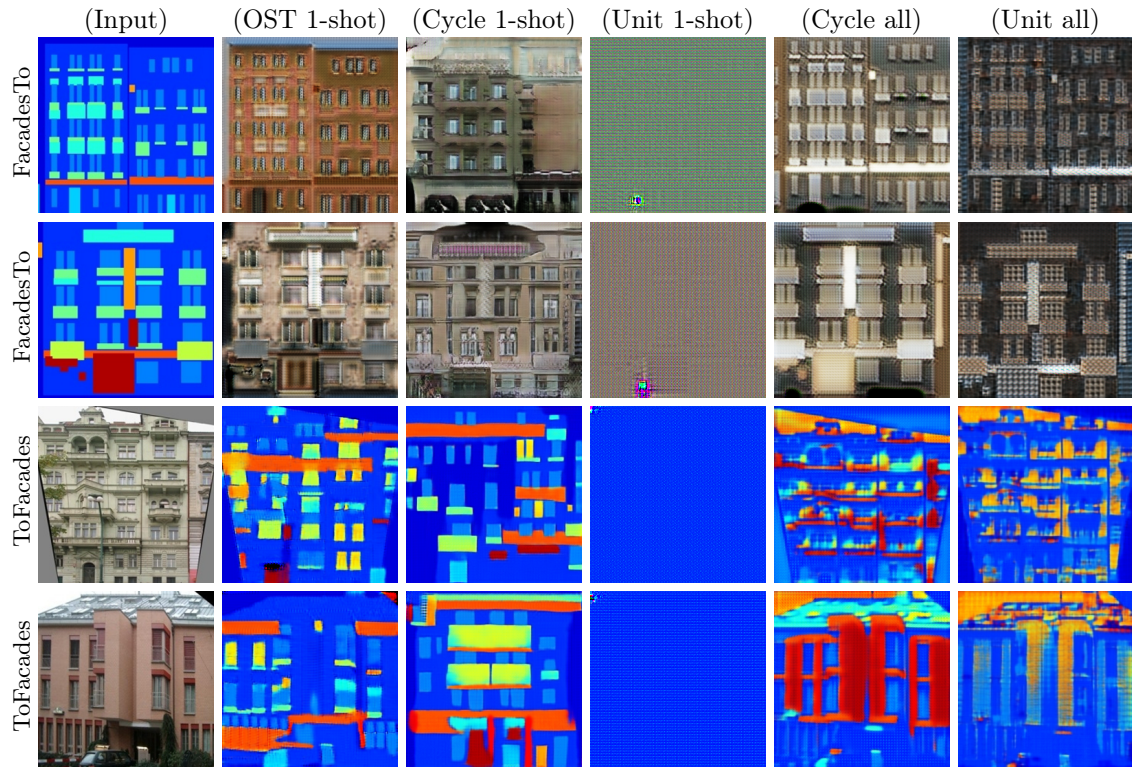 (Input) (OST 1-shot) (Cycle 1-shot) (Unit 1-shot) (Cycle all) (Unit all)
FacadesTo
FacadesTo
ToFacades
ToFacades